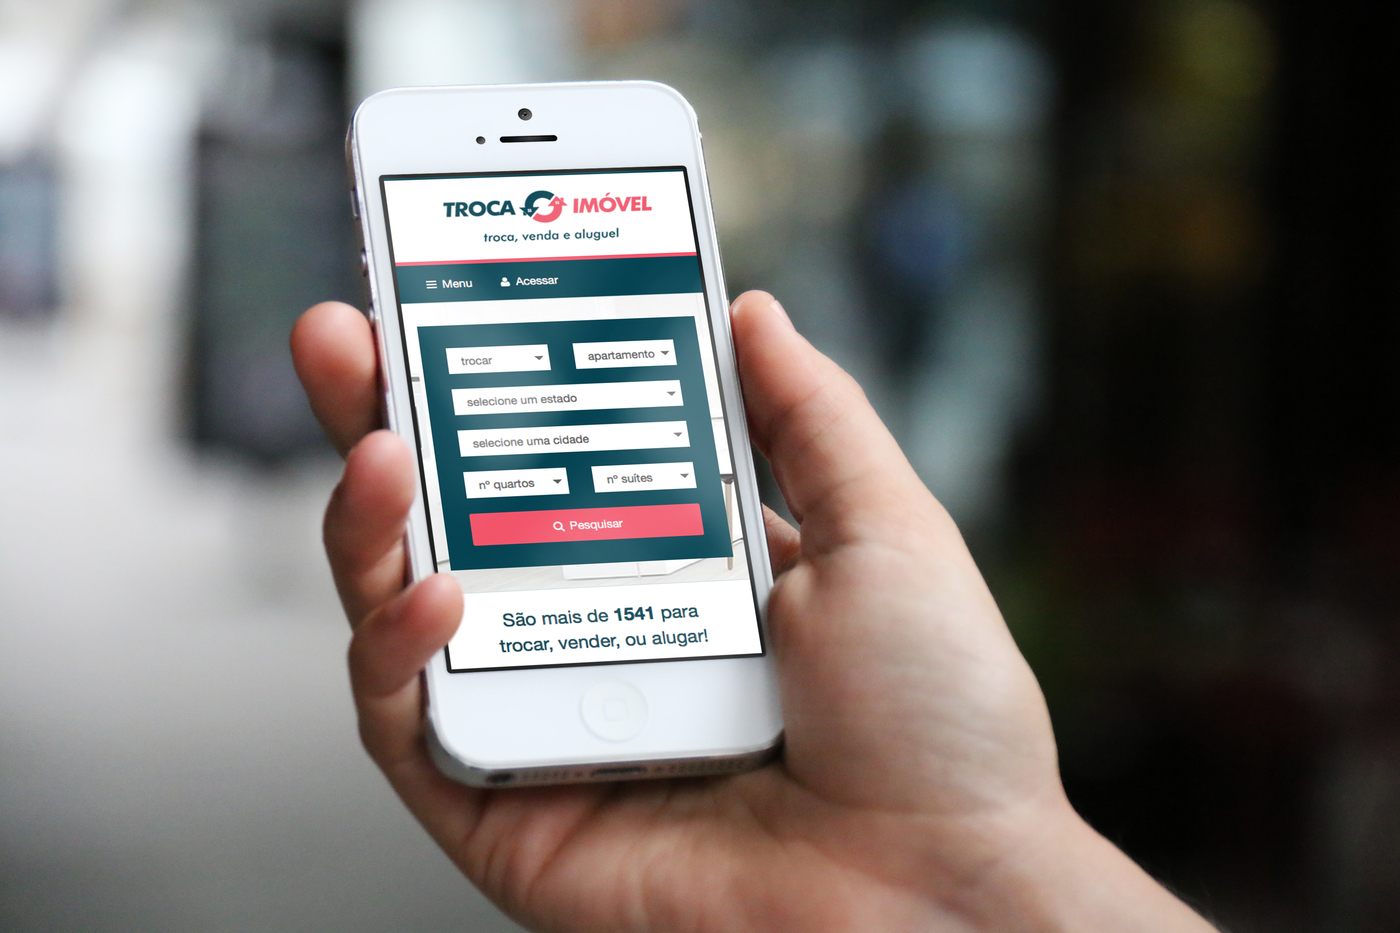 TROCA IMÓVEL
troca, venda e aluguel
Menu Acessar
trocar apartamento
selecione um estado
selecione uma cidade
nº quartos nº suítes
Pesquisar
São mais de 1541 para
trocar, vender, ou alugar!